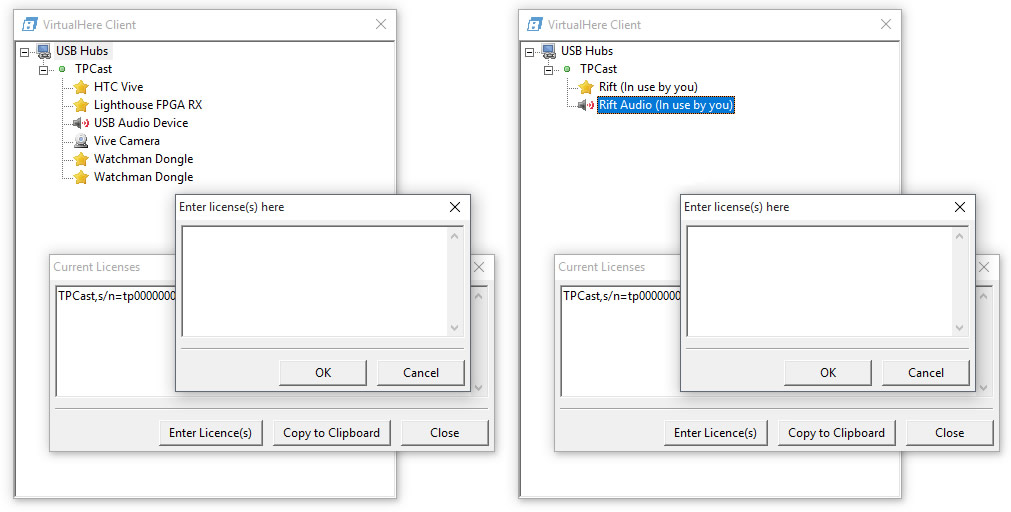 VirtualHere Client
USB Hubs
TPCast
HTC Vive
Lighthouse FPGA RX
USB Audio Device
Vive Camera
Watchman Dongle
Watchman Dongle
Enter license(s) here
OK
Cancel
Current Licenses
TPCast,s/n=tp0000000
Enter Licence(s)
Copy to Clipboard
Close
VirtualHere Client
USB Hubs
TPCast
Rift (In use by you)
Rift Audio (In use by you)
Enter license(s) here
OK
Cancel
Current Licenses
TPCast,s/n=tp0000000
Enter Licence(s)
Copy to Clipboard
Close